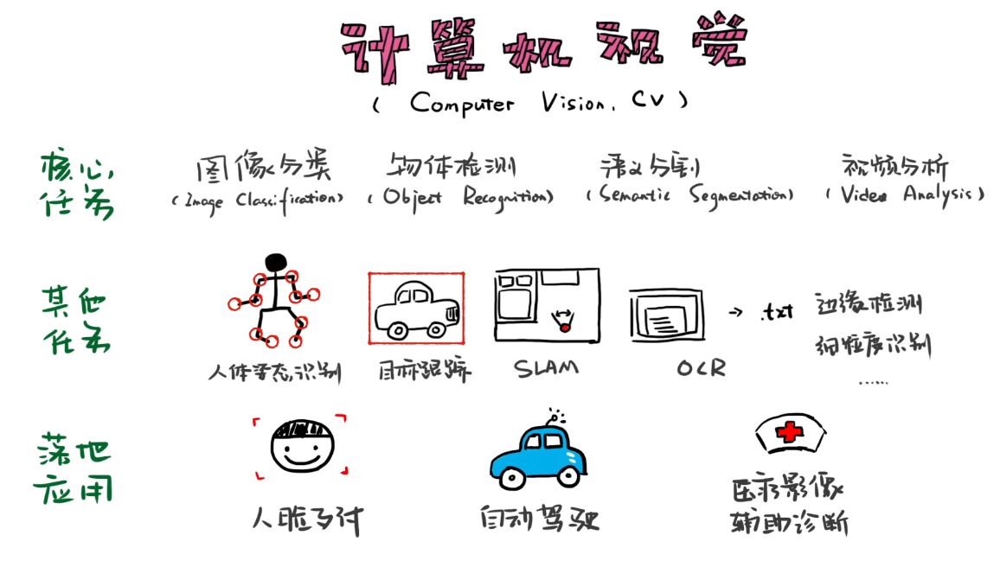 计算机视觉
( Computer Vision, CV )
核心
任务
图像分类
物体检测
语义分割
视频分析
( Image Classification)
( Object Recognition)
(Semantic Segmentation)
( Video Analysis )
其他
任务
人体姿态识别
目标跟踪
SLAM
OCR
→ .txt
边缘检测
细粒度识别
......
落地
应用
人脸支付
自动驾驶
医疗影像
辅助诊断